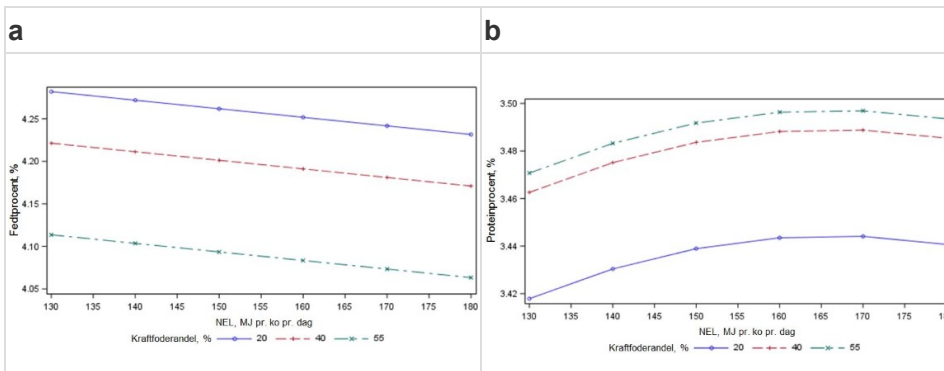 a
b
Fedtprocent, %
4.25
4.20
4.15
4.10
4.05
130 135 140 145 150 155 160 165 170 175 180
NEL, MJ pr. ko pr. dag
Kraftfoderandel, % 20 40 55
Proteinprocent, %
3.50
3.48
3.46
3.44
3.42
130 135 140 145 150 155 160 165 170 175
NEL, MJ pr. ko pr. dag
Kraftfoderandel, % 20 40 55